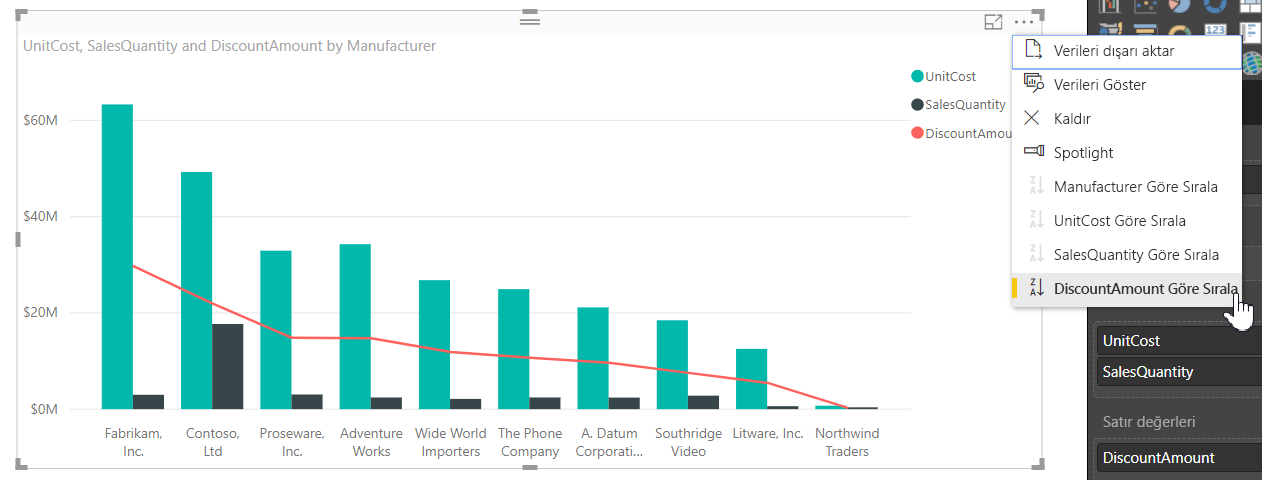 UnitCost, SalesQuantity and DiscountAmount by Manufacturer
UnitCost
SalesQuantity
DiscountAmou
$60M
$40M
$20M
$0M
Fabrikam, Inc.
Contoso, Ltd
Proseware, Inc.
Adventure Works
Wide World Importers
The Phone Company
A. Datum Corporati...
Southridge Video
Litware, Inc.
Northwind Traders
123
Verileri dışarı aktar
Verileri Göster
Kaldır
Spotlight
Manufacturer Göre Sırala
UnitCost Göre Sırala
SalesQuantity Göre Sırala
DiscountAmount Göre Sırala
UnitCost
SalesQuantity
Satır değerleri
DiscountAmount